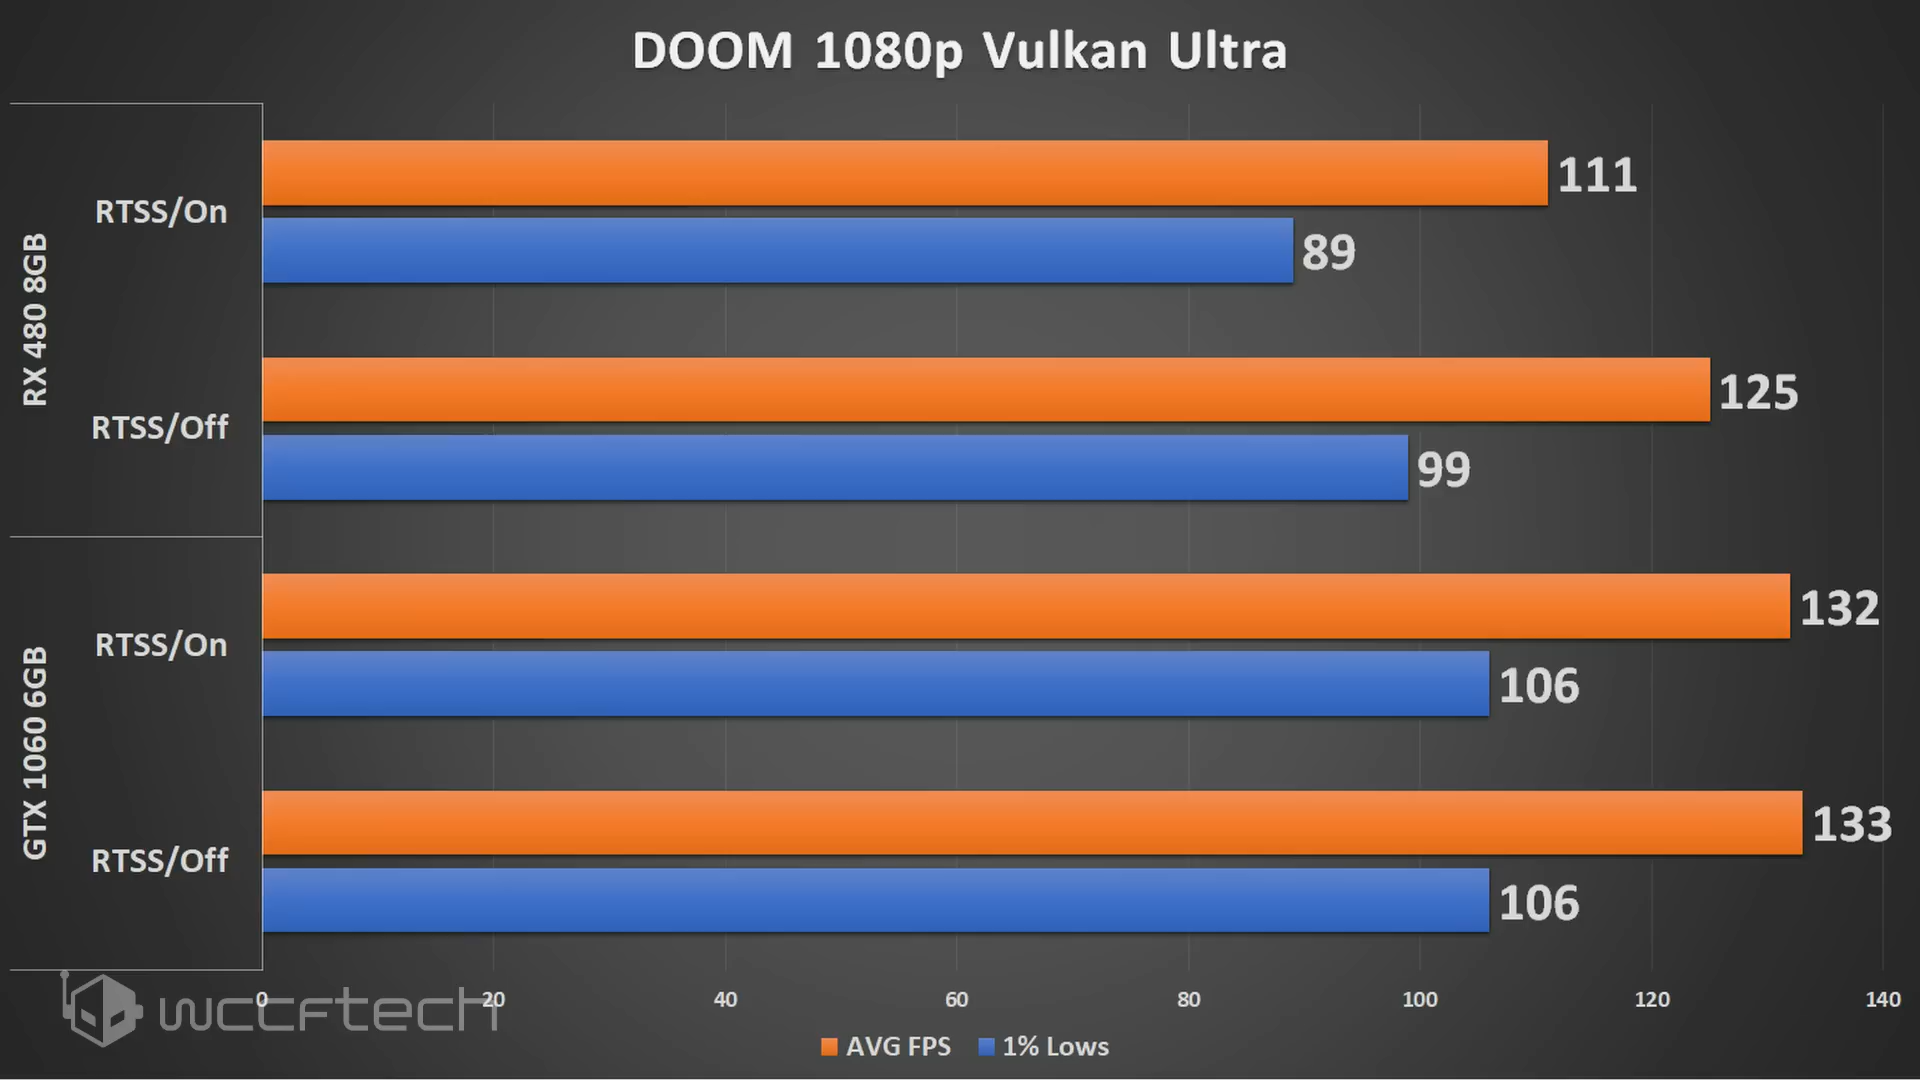 DOOM 1080p Vulkan Ultra
RX 480 8GB
RTSS/On
111
89
RTSS/Off
125
99
GTX 1060 6GB
RTSS/On
132
106
RTSS/Off
133
106
0 20 40 60 80 100 120 140
wccftech
AVG FPS 1% Lows